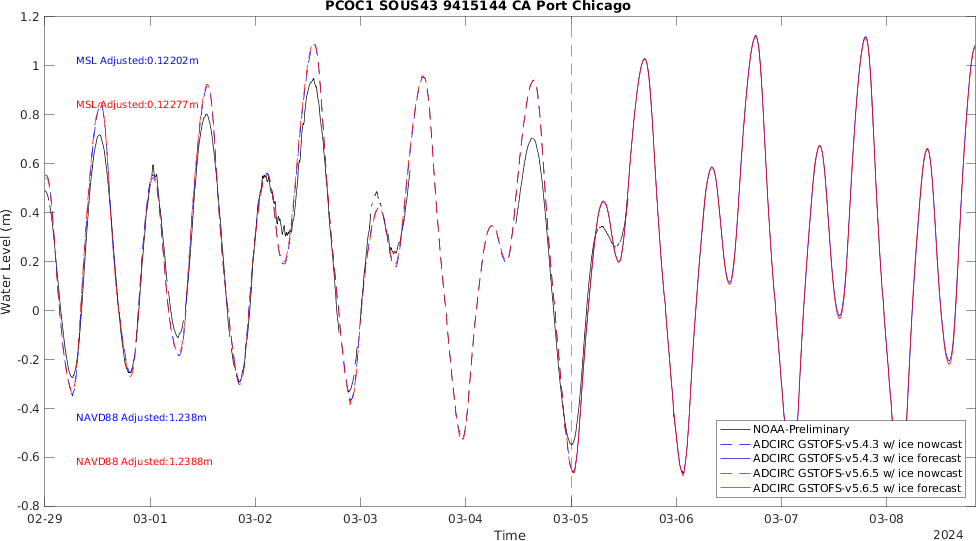 PCOC1 SOUS43 9415144 CA Port Chicago
1.2
1
0.8
0.6
0.4
0.2
0
-0.2
-0.4
-0.6
-0.8
Water Level (m)
MSL Adjusted:0.12202m
MSL Adjusted:0.12277m
NAVD88 Adjusted:1.238m
NAVD88 Adjusted:1.2388m
NOAA-Preliminary
ADCIRC GSTOFS-v5.4.3 w/ ice nowcast
ADCIRC GSTOFS-v5.4.3 w/ ice forecast
ADCIRC GSTOFS-v5.6.5 w/ ice nowcast
ADCIRC GSTOFS-v5.6.5 w/ ice forecast
02-29 03-01 03-02 03-03 03-04 03-05 03-06 03-07 03-08
Time
2024